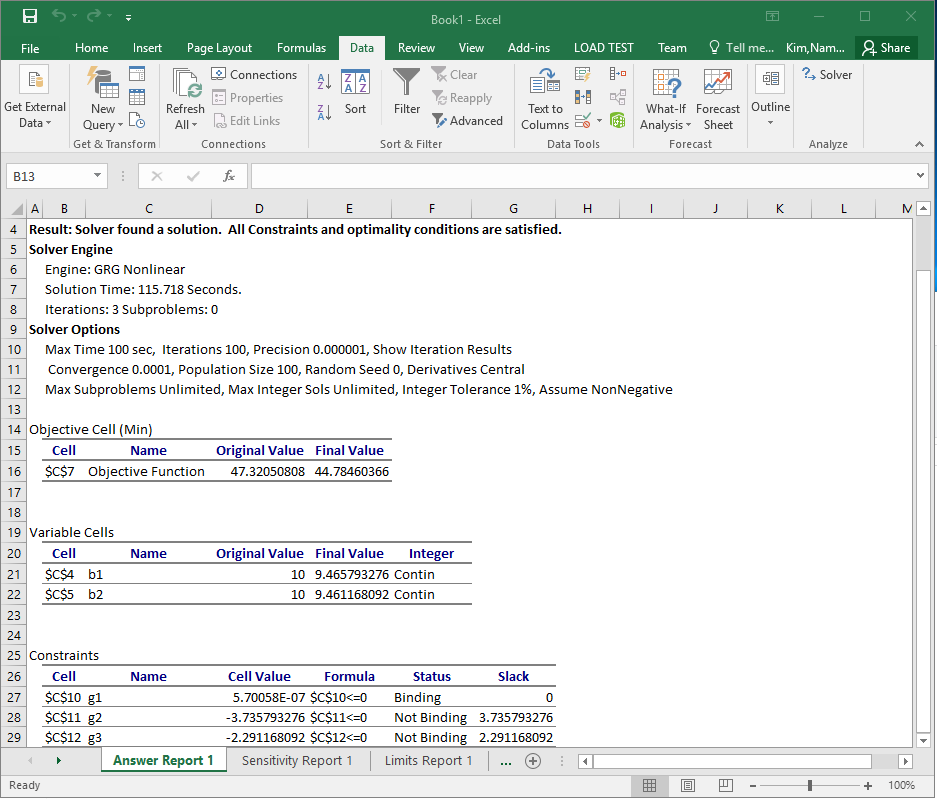 Book1 - Excel
File Home Insert Page Layout Formulas Data Review View Add-ins LOAD TEST Team Tell me... Kim,Nam... Share
Get External Data
New Query
Get & Transform
Refresh All
Connections
Properties
Edit Links
Connections
Sort
Filter
Clear
Reapply
Advanced
Sort & Filter
Text to Columns
Data Tools
What-If Analysis
Forecast Sheet
Forecast
Outline
Solver
Analyze
B13 fx
A B C D E F G H I J K L M
4 Result: Solver found a solution. All Constraints and optimality conditions are satisfied.
5 Solver Engine
6 Engine: GRG Nonlinear
7 Solution Time: 115.718 Seconds.
8 Iterations: 3 Subproblems: 0
9 Solver Options
10 Max Time 100 sec, Iterations 100, Precision 0.000001, Show Iteration Results
11 Convergence 0.0001, Population Size 100, Random Seed 0, Derivatives Central
12 Max Subproblems Unlimited, Max Integer Sols Unlimited, Integer Tolerance 1%, Assume NonNegative
13
14 Objective Cell (Min)
15 Cell Name Original Value Final Value
16 $C$7 Objective Function 47.32050808 44.78460366
17
18
19 Variable Cells
20 Cell Name Original Value Final Value Integer
21 $C$4 b1 10 9.465793276 Contin
22 $C$5 b2 10 9.461168092 Contin
23
24
25 Constraints
26 Cell Name Cell Value Formula Status Slack
27 $C$10 g1 5.70058E-07 $C$10<=0 Binding 0
28 $C$11 g2 -3.735793276 $C$11<=0 Not Binding 3.735793276
29 $C$12 g3 -2.291168092 $C$12<=0 Not Binding 2.291168092
Answer Report 1 Sensitivity Report 1 Limits Report 1 ...
Ready 100%